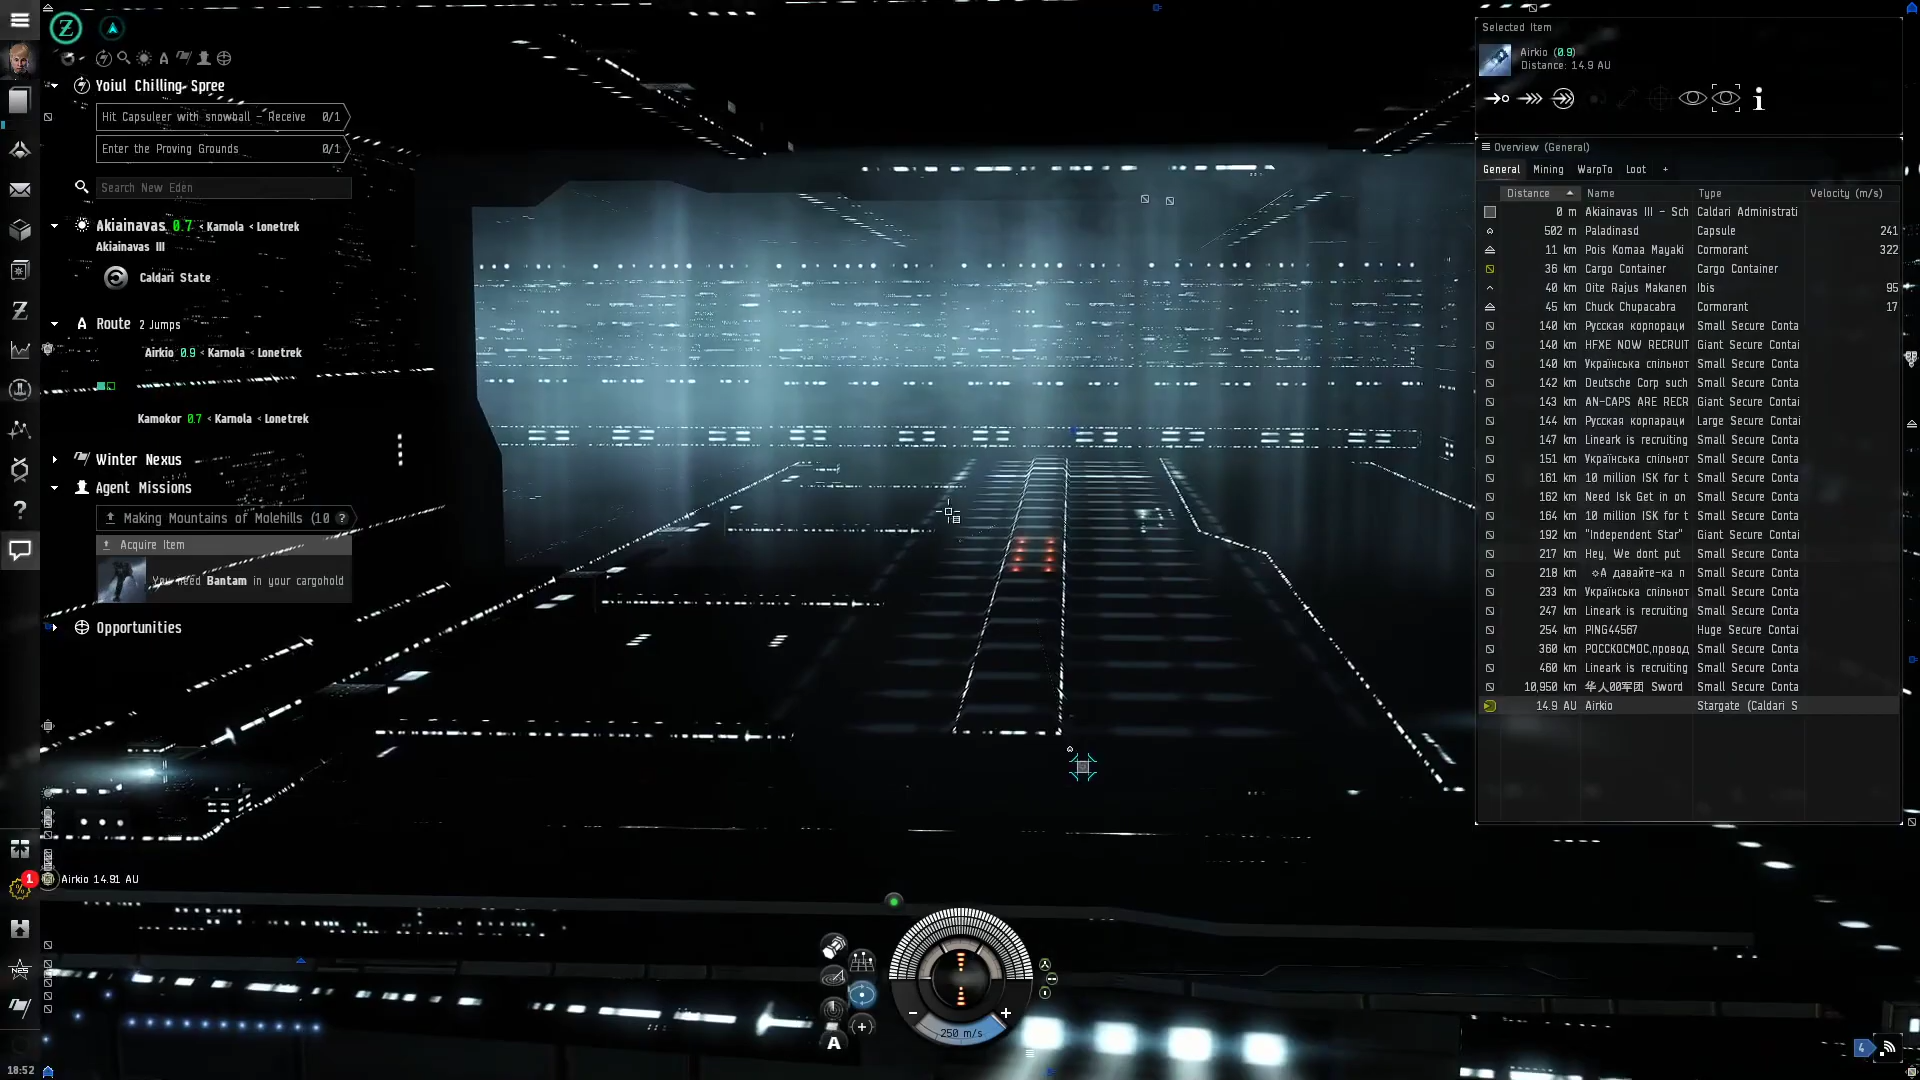 Yoiul Chilling Spree
Hit Capsuleer with snowball – Receive 0/1
Enter the Proving Grounds 0/1
Search New Eden
Akiainavas 0.7 < Karnola < Lonetrek
Akiainavas III
Caldari State
A Route 2 Jumps
Airkio 0.9 < Karnola < Lonetrek
Kamokor 0.7 < Karnola < Lonetrek
Winter Nexus
Agent Missions
Making Mountains of Molehills (10 ?
Acquire Item
You need Bantam in your cargohold
Opportunities
1
Airkio 14.91 AU
NES
18:52
250 m/s
A
Selected Item
Airkio (0.9)
Distance: 14.9 AU
Overview (General)
General Mining WarpTo Loot +
Distance Name Type Velocity (m/s)
0 m Akiainavas III – Sch Caldari Administrati
502 m Paladinasd Capsule 241
11 km Pois Komaa Mayaki Cormorant 322
36 km Cargo Container Cargo Container
40 km Oite Rajus Makanen Ibis 95
45 km Chuck Chupacabra Cormorant 17
140 km Русская корпораци Small Secure Conta
140 km HFXE NOW RECRUIT Giant Secure Contai
140 km Українська спільнот Small Secure Conta
142 km Deutsche Corp such Small Secure Conta
143 km AN-CAPS ARE RECR Giant Secure Contai
144 km Русская корпараци Large Secure Contai
147 km Lineark is recruiting Small Secure Conta
151 km Українська спільнот Small Secure Conta
161 km 10 million ISK for t Small Secure Conta
162 km Need Isk Get in on Small Secure Conta
164 km 10 million ISK for t Small Secure Conta
192 km "Independent Star" Giant Secure Contai
217 km Hey, We dont put Small Secure Conta
218 km ☼А давайте-ка п Small Secure Conta
233 km Українська спільнот Small Secure Conta
247 km Lineark is recruiting Small Secure Conta
254 km PING44567 Huge Secure Contai
360 km РОССКОСМОС,провод Small Secure Conta
460 km Lineark is recruiting Small Secure Conta
10,950 km 华人00军团 Sword Small Secure Conta
14.9 AU Airkio Stargate (Caldari S
4